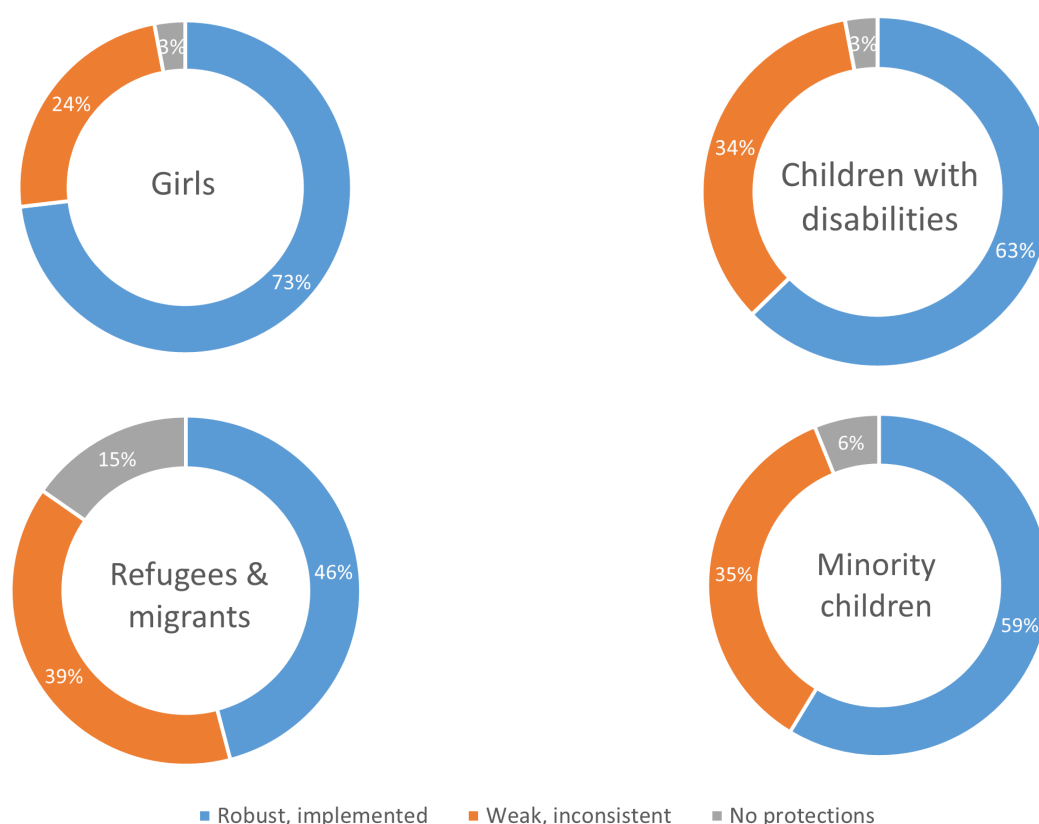 3%
24%
Girls
73%
3%
34%
Children with
disabilities
63%
15%
46%
Refugees &
migrants
39%
6%
35%
Minority
children
59%
Robust, implemented
Weak, inconsistent
No protections